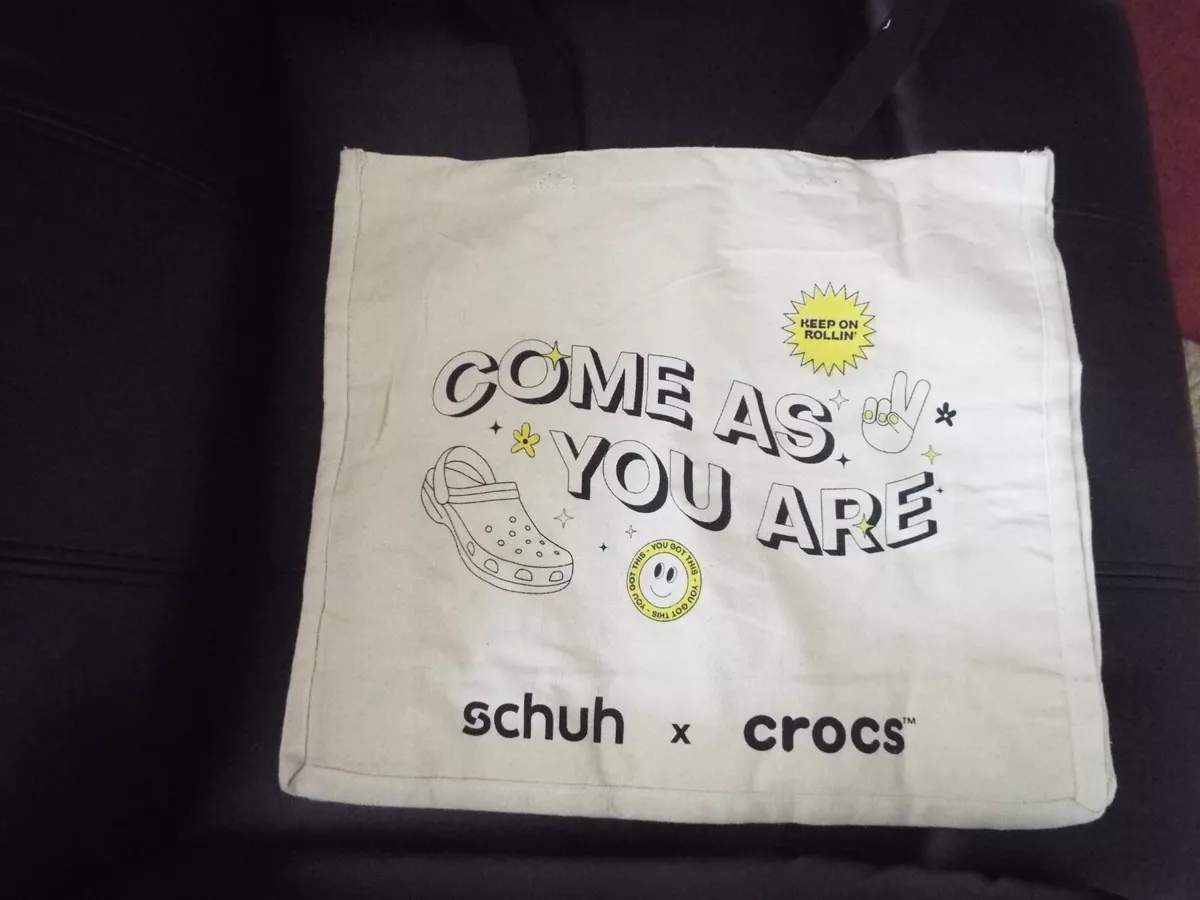 KEEP ON
ROLLIN'
COME AS
YOU ARE
YOU GOT THIS - YOU GOT THIS - YOU GOT THIS -
schuh x crocs™